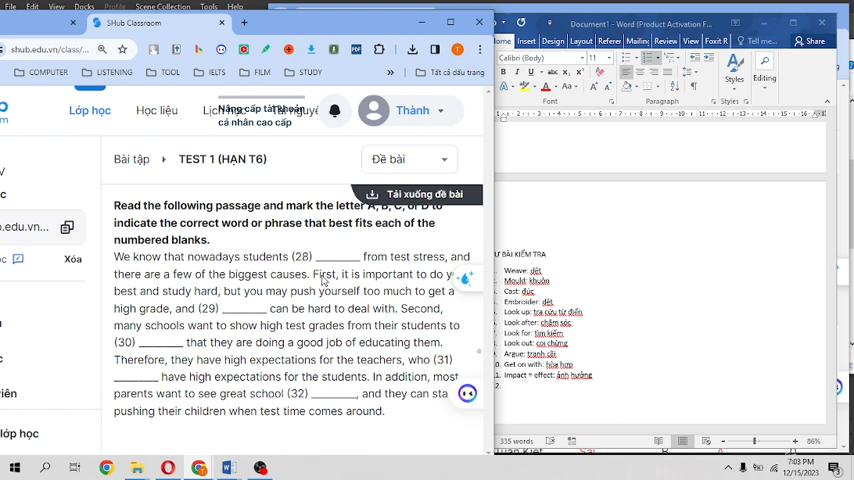 File Edit View Docks Profile Scene Collection Tools Help
SHub Classroom
shub.edu.vn/class/...
COMPUTER LISTENING TOOL IELTS FILM STUDY Tất cả dấu trang
Lớp học Học liệu
Nâng cấp tài khoản
cá nhân cao cấp
Thành
Bài tập TEST 1 (HẠN T6) Đề bài
Tải xuống đề bài
Read the following passage and mark the letter A, B, C, or D to
indicate the correct word or phrase that best fits each of the
numbered blanks.
We know that nowadays students (28) ________ from test stress, and
there are a few of the biggest causes. First, it is important to do
best and study hard, but you may push yourself too much to get a
high grade, and (29) ________ can be hard to deal with. Second,
many schools want to show high test grades from their students to
(30) ________ that they are doing a good job of educating them.
Therefore, they have high expectations for the teachers, who (31)
________ have high expectations for the students. In addition, most
parents want to see great school (32) ________, and they can sta
pushing their children when test time comes around.
p.edu.vn...
Xóa
lớp học
Document1 - Word (Product Activation F...
Home Insert Design Layout Referer Mailing Review View Foxit R Tell me... Share
Calibri (Body) 11
Styles Editing
Font Paragraph Styles
Ừ BÀI KIỂM TRA
Weave: dệt
Mould: khuôn
Cast: đúc
Embroider: dệt
Look up: tra cứu từ điển
Look after: chăm sóc
Look for: tìm kiếm
Look out: coi chừng
Argue: tranh cãi
0. Get on with: hòa hợp
1. Impact = effect: ảnh hưởng
2.
335 words 86%
7:03 PM
12/15/2023